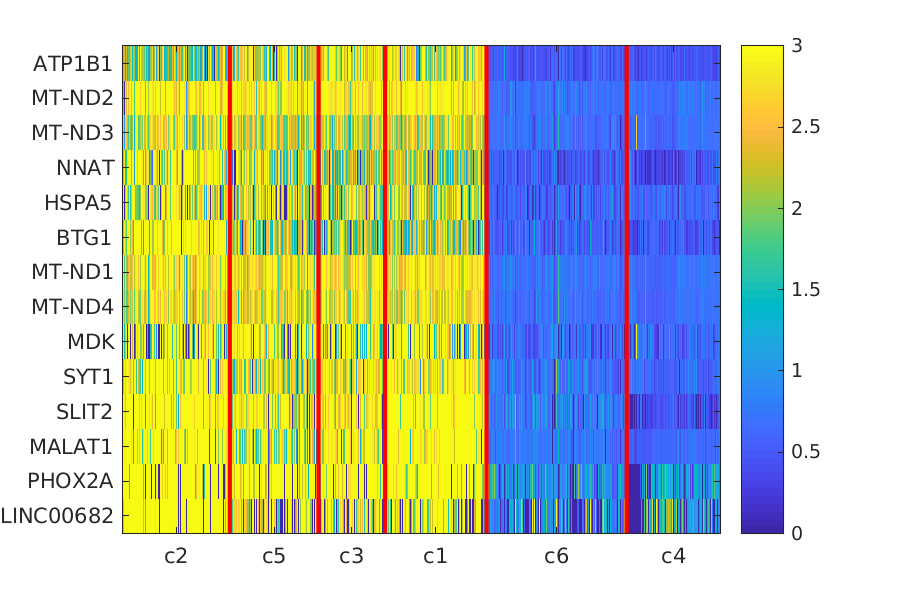 ATP1B1
MT-ND2
MT-ND3
NNAT
HSPA5
BTG1
MT-ND1
MT-ND4
MDK
SYT1
SLIT2
MALAT1
PHOX2A
LINC00682
c2 c5 c3 c1 c6 c4
3
2.5
2
1.5
1
0.5
0